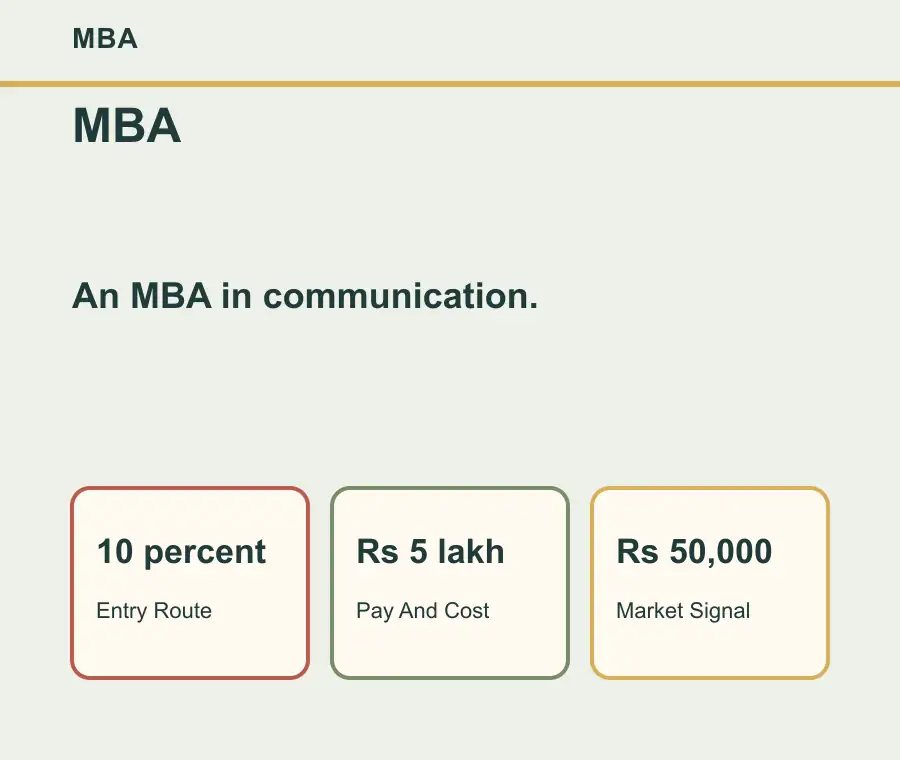 MBA
MBA
An MBA in communication.
10 percent
Entry Route
Rs 5 lakh
Pay And Cost
Rs 50,000
Market Signal